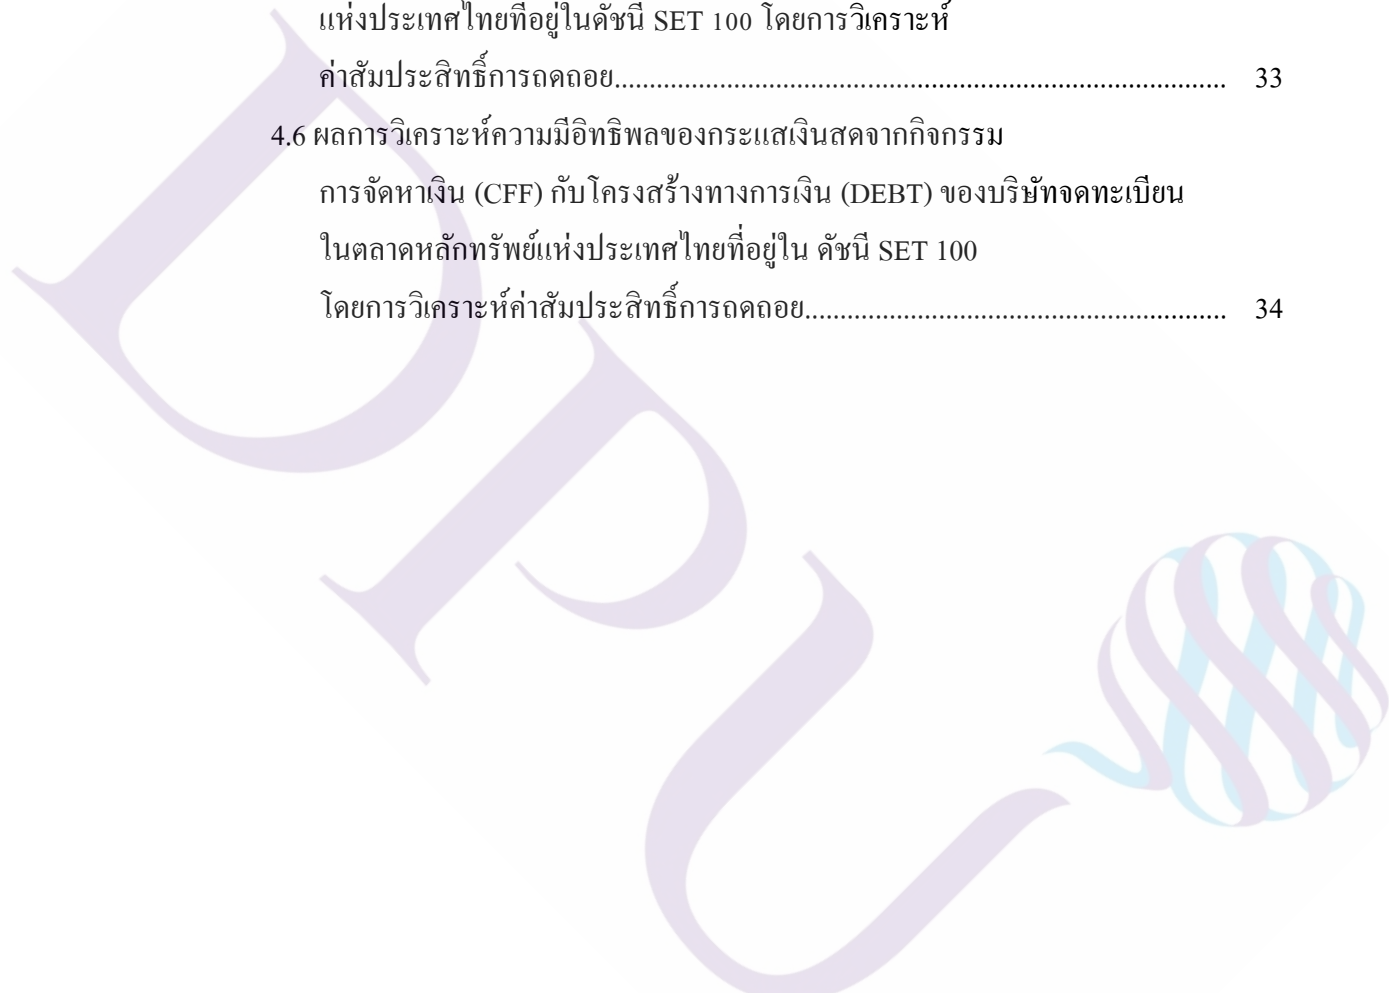 แห่งประเทศไทยที่อยู่ในดัชนี SET 100 โดยการวิเคราะห์
ค่าสัมประสิทธิ์การถดถอย....................................................................................... 33
4.6 ผลการวิเคราะห์ความมีอิทธิพลของกระแสเงินสดจากกิจกรรม
การจัดหาเงิน (CFF) กับโครงสร้างทางการเงิน (DEBT) ของบริษัทจดทะเบียน
ในตลาดหลักทรัพย์แห่งประเทศไทยที่อยู่ใน ดัชนี SET 100
โดยการวิเคราะห์ค่าสัมประสิทธิ์การถดถอย............................................................ 34
DPU